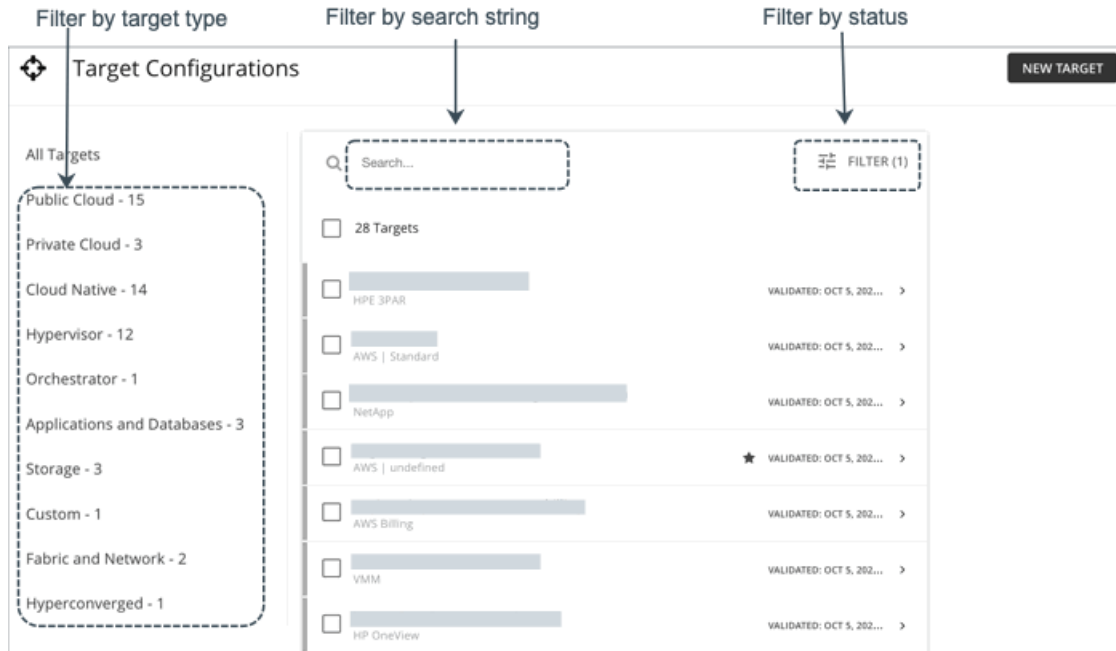 Filter by target type
Filter by search string
Filter by status
Target Configurations
NEW TARGET
All Targets
Public Cloud - 15
Private Cloud - 3
Cloud Native - 14
Hypervisor - 12
Orchestrator - 1
Applications and Databases - 3
Storage - 3
Custom - 1
Fabric and Network - 2
Hyperconverged - 1
Search...
FILTER (1)
28 Targets
HPE 3PAR
VALIDATED: OCT 5, 202...
AWS | Standard
VALIDATED: OCT 5, 202...
NetApp
VALIDATED: OCT 5, 202...
AWS | undefined
VALIDATED: OCT 5, 202...
AWS Billing
VALIDATED: OCT 5, 202...
VMM
VALIDATED: OCT 5, 202...
HP OneView
VALIDATED: OCT 5, 202...